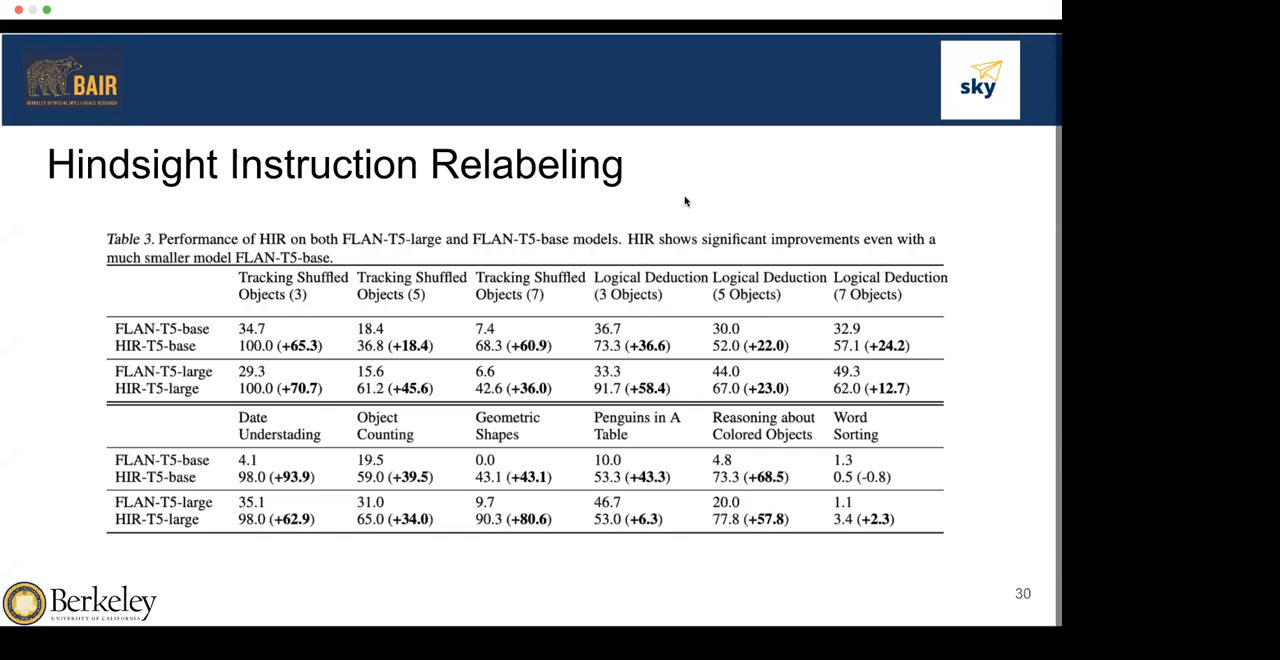 BAIR
BERKELEY ARTIFICIAL INTELLIGENCE RESEARCH
sky
Hindsight Instruction Relabeling
Table 3. Performance of HIR on both FLAN-T5-large and FLAN-T5-base models. HIR shows significant improvements even with a
much smaller model FLAN-T5-base.
Tracking Shuffled Tracking Shuffled Tracking Shuffled Logical Deduction Logical Deduction Logical Deduction
Objects (3) Objects (5) Objects (7) (3 Objects) (5 Objects) (7 Objects)
FLAN-T5-base 34.7 18.4 7.4 36.7 30.0 32.9
HIR-T5-base 100.0 (+65.3) 36.8 (+18.4) 68.3 (+60.9) 73.3 (+36.6) 52.0 (+22.0) 57.1 (+24.2)
FLAN-T5-large 29.3 15.6 6.6 33.3 44.0 49.3
HIR-T5-large 100.0 (+70.7) 61.2 (+45.6) 42.6 (+36.0) 91.7 (+58.4) 67.0 (+23.0) 62.0 (+12.7)
Date Object Geometric Penguins in A Reasoning about Word
Understading Counting Shapes Table Colored Objects Sorting
FLAN-T5-base 4.1 19.5 0.0 10.0 4.8 1.3
HIR-T5-base 98.0 (+93.9) 59.0 (+39.5) 43.1 (+43.1) 53.3 (+43.3) 73.3 (+68.5) 0.5 (-0.8)
FLAN-T5-large 35.1 31.0 9.7 46.7 20.0 1.1
HIR-T5-large 98.0 (+62.9) 65.0 (+34.0) 90.3 (+80.6) 53.0 (+6.3) 77.8 (+57.8) 3.4 (+2.3)
Berkeley
UNIVERSITY OF CALIFORNIA
30